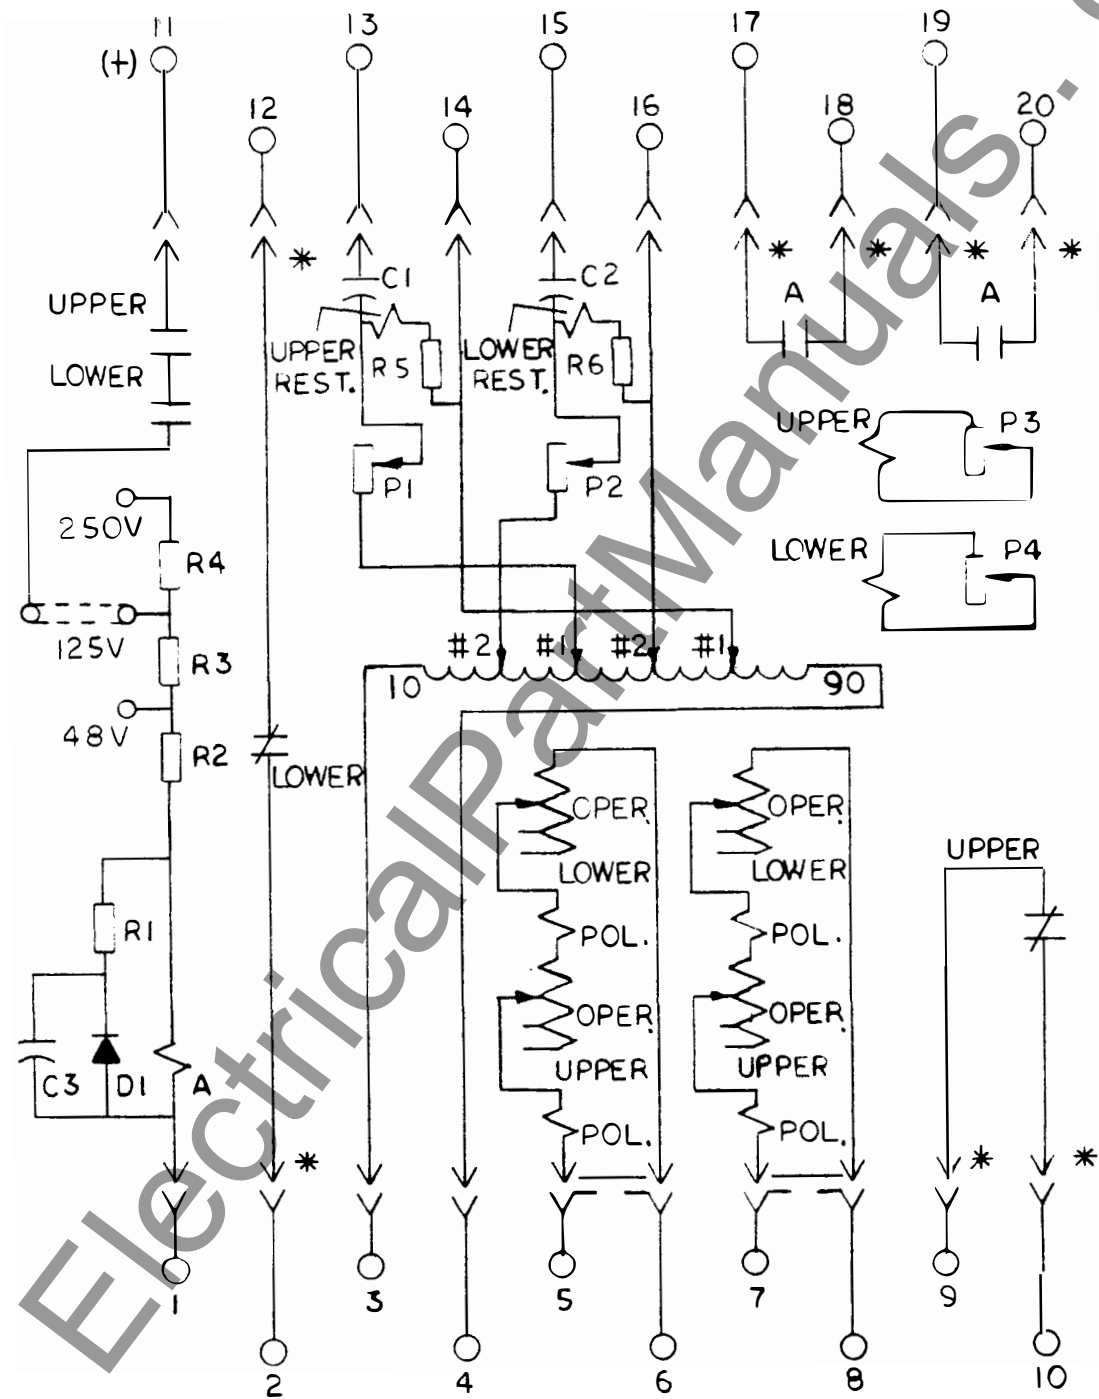 11 13 15 17 19
(+)
12 14 16 18 20
*
* * * *
C1 C2
A A
UPPER
UPPER REST.
R5
LOWER REST.
R6
LOWER
UPPER P3
P1 P2
250V
R4
LOWER P4
125V
R3
#2 #1 #2 #1
10 90
48V
R2
LOWER
OPER. OPER.
LOWER LOWER
UPPER
R1
POL. POL.
OPER. OPER.
C3 D1 A
UPPER UPPER
POL. POL.
* * *
1 3 5 7 9
2 4 6 8 10
ElectricalPartManuals.